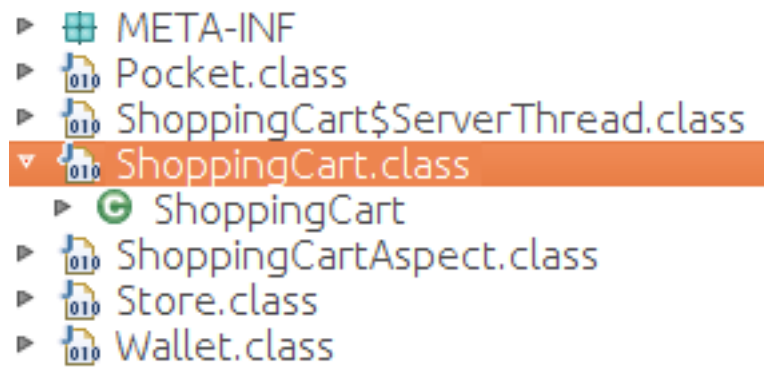 META-INF
Pocket.class
ShoppingCart$ServerThread.class
ShoppingCart.class
ShoppingCart
ShoppingCartAspect.class
Store.class
Wallet.class